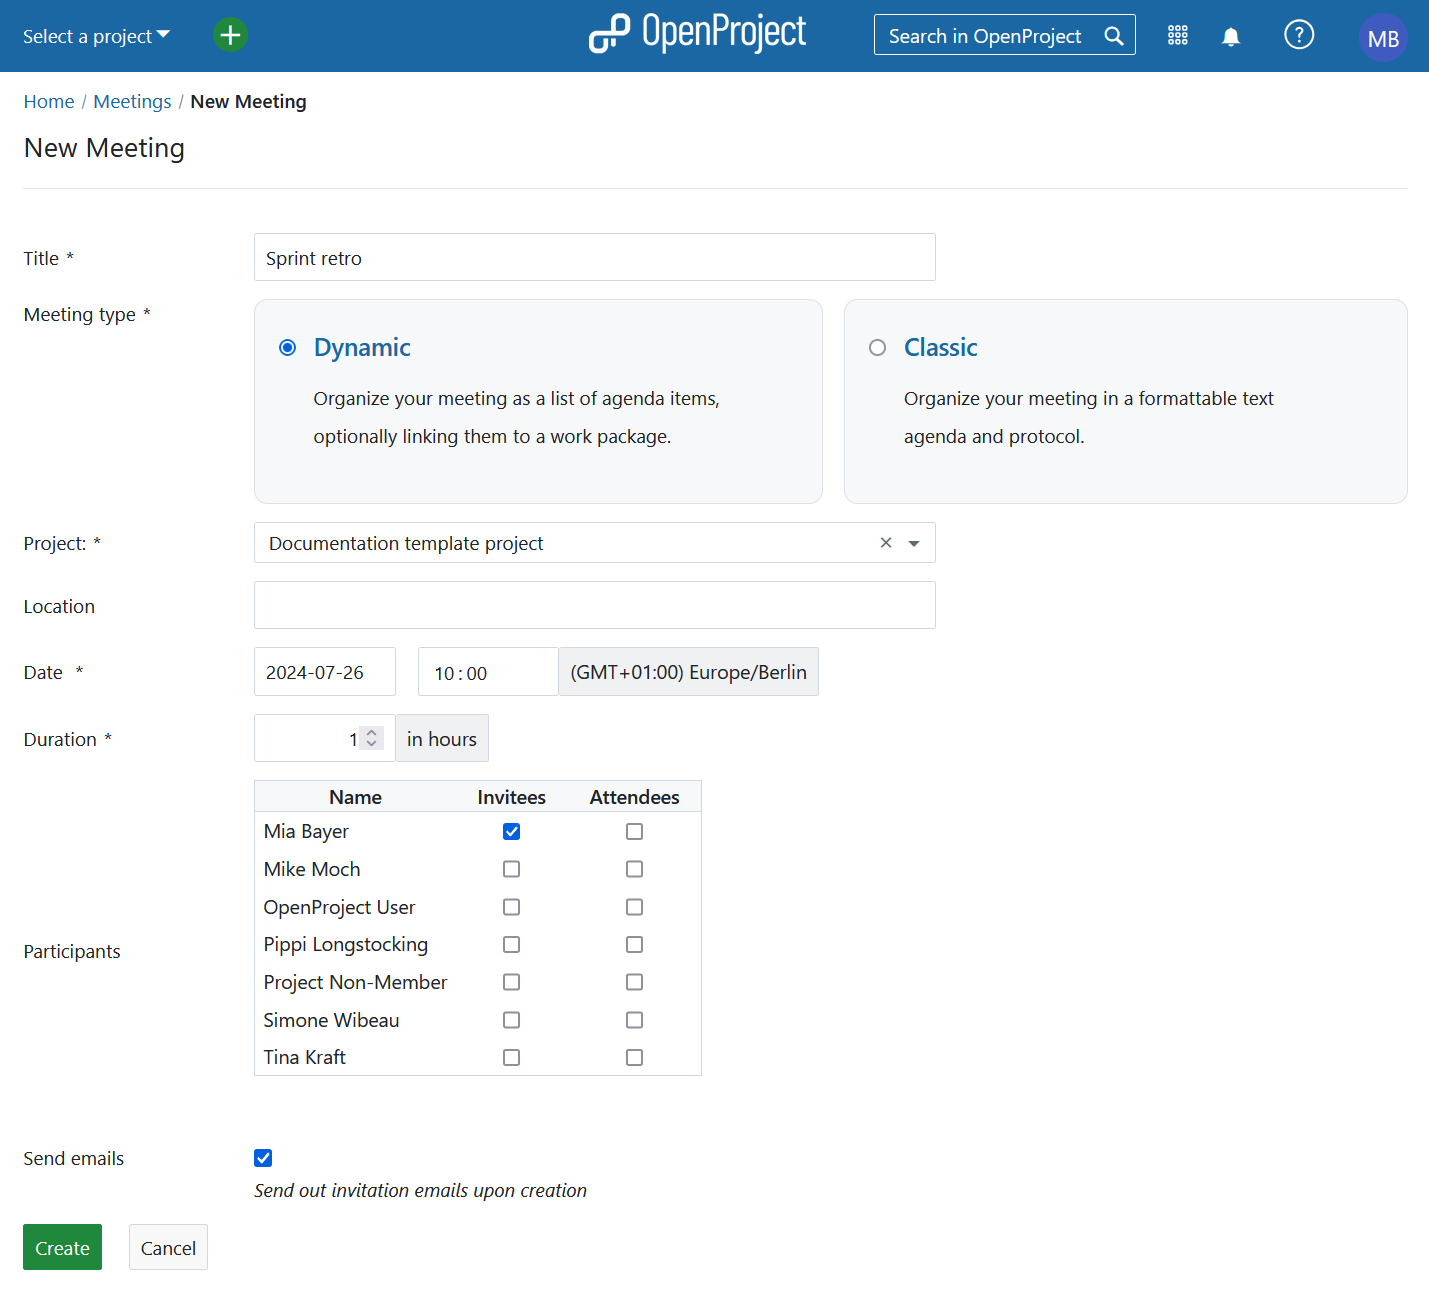 Select a project
OpenProject
Search in OpenProject
?
MB
Home / Meetings / New Meeting
New Meeting
Title *
Sprint retro
Meeting type *
Dynamic
Organize your meeting as a list of agenda items,
optionally linking them to a work package.
Classic
Organize your meeting in a formattable text
agenda and protocol.
Project: *
Documentation template project
Location
Date *
2024-07-26
10:00
(GMT+01:00) Europe/Berlin
Duration *
1
in hours
Participants
Name Invitees Attendees
Mia Bayer
Mike Moch
OpenProject User
Pippi Longstocking
Project Non-Member
Simone Wibeau
Tina Kraft
Send emails
Send out invitation emails upon creation
Create
Cancel